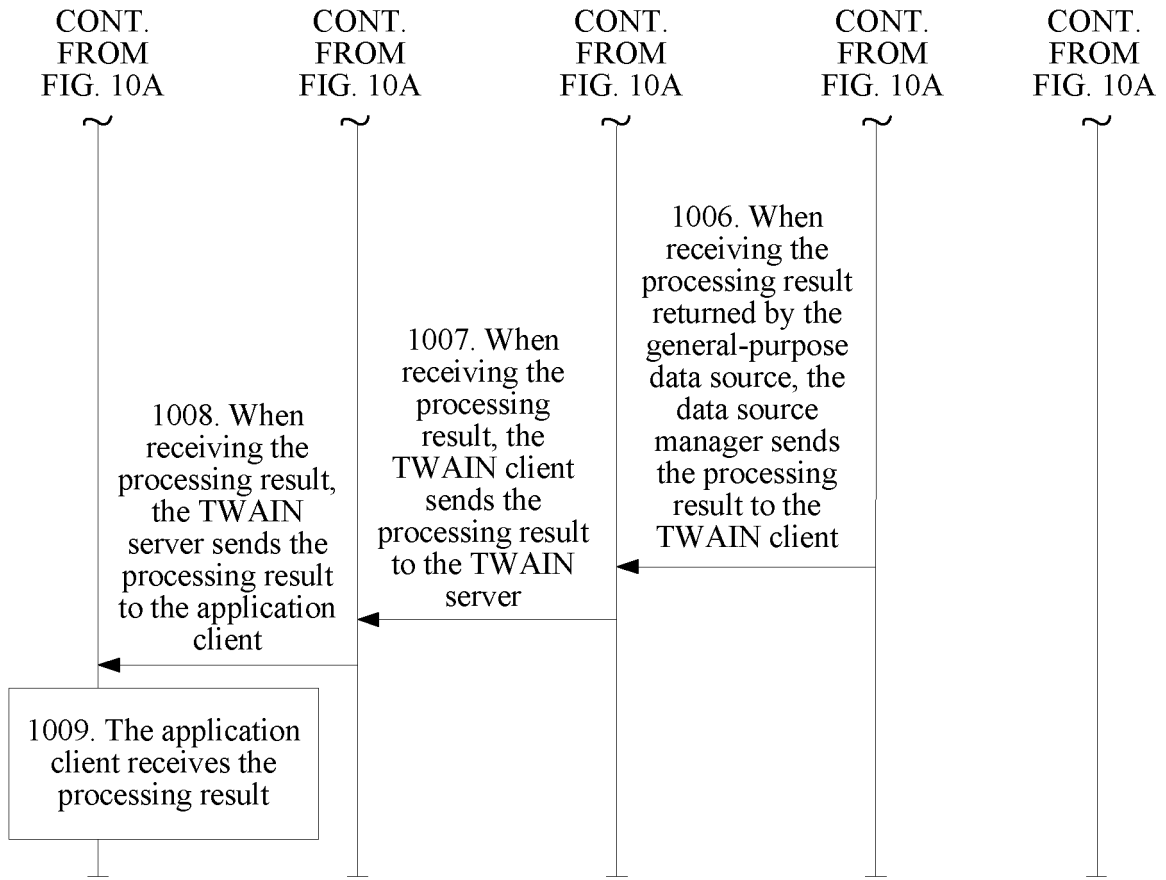 CONT.
FROM
FIG. 10A
CONT.
FROM
FIG. 10A
CONT.
FROM
FIG. 10A
CONT.
FROM
FIG. 10A
CONT.
FROM
FIG. 10A
1006. When
receiving the
processing result
returned by the
general-purpose
data source, the
data source
manager sends
the processing
result to the
TWAIN client
1007. When
receiving the
processing
result, the
TWAIN client
sends the
processing result
to the TWAIN
server
1008. When
receiving the
processing result,
the TWAIN
server sends the
processing result
to the application
client
1009. The application
client receives the
processing result